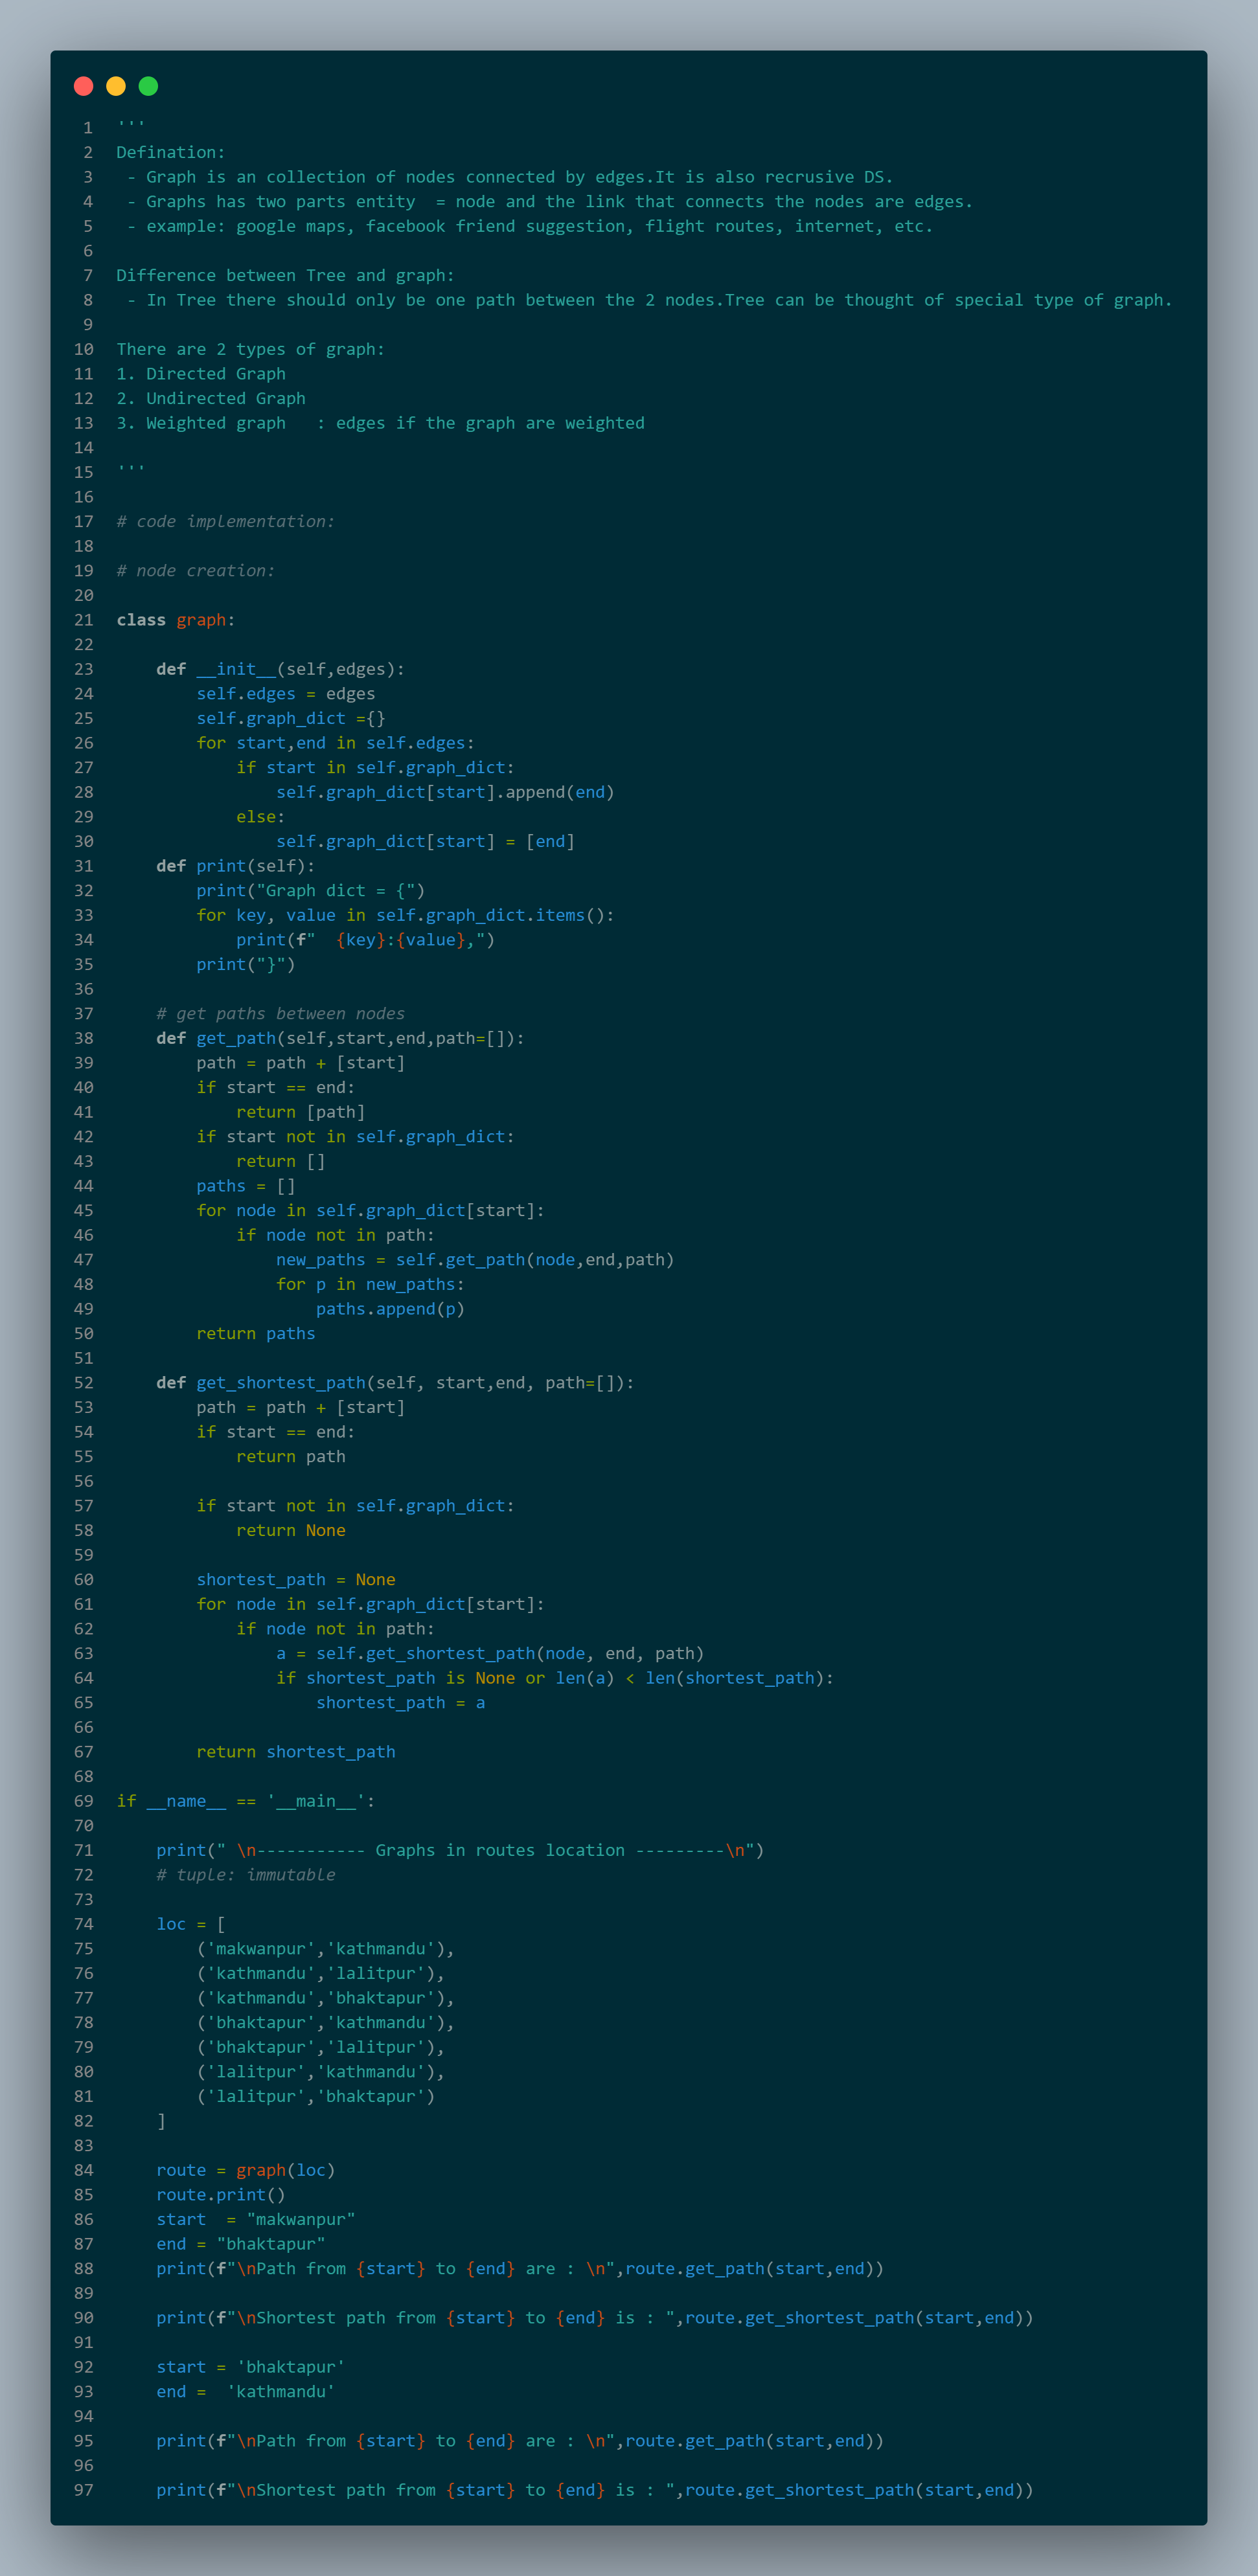 1 '''
2 Defination:
3  - Graph is an collection of nodes connected by edges.It is also recrusive DS.
4  - Graphs has two parts entity  = node and the link that connects the nodes are edges.
5  - example: google maps, facebook friend suggestion, flight routes, internet, etc.
6
7 Difference between Tree and graph:
8  - In Tree there should only be one path between the 2 nodes.Tree can be thought of special type of graph.
9
10 There are 2 types of graph:
11 1. Directed Graph
12 2. Undirected Graph
13 3. Weighted graph   : edges if the graph are weighted
14
15 '''
16
17 # code implementation:
18
19 # node creation:
20
21 class graph:
22
23     def __init__(self,edges):
24         self.edges = edges
25         self.graph_dict ={}
26         for start,end in self.edges:
27             if start in self.graph_dict:
28                 self.graph_dict[start].append(end)
29             else:
30                 self.graph_dict[start] = [end]
31     def print(self):
32         print("Graph dict = {")
33         for key, value in self.graph_dict.items():
34             print(f"  {key}:{value},")
35         print("}")
36
37     # get paths between nodes
38     def get_path(self,start,end,path=[]):
39         path = path + [start]
40         if start == end:
41             return [path]
42         if start not in self.graph_dict:
43             return []
44         paths = []
45         for node in self.graph_dict[start]:
46             if node not in path:
47                 new_paths = self.get_path(node,end,path)
48                 for p in new_paths:
49                     paths.append(p)
50         return paths
51
52     def get_shortest_path(self, start,end, path=[]):
53         path = path + [start]
54         if start == end:
55             return path
56
57         if start not in self.graph_dict:
58             return None
59
60         shortest_path = None
61         for node in self.graph_dict[start]:
62             if node not in path:
63                 a = self.get_shortest_path(node, end, path)
64                 if shortest_path is None or len(a) < len(shortest_path):
65                     shortest_path = a
66
67         return shortest_path
68
69 if __name__ == '__main__':
70
71     print(" \n----------- Graphs in routes location ---------\n")
72     # tuple: immutable
73
74     loc = [
75         ('makwanpur','kathmandu'),
76         ('kathmandu','lalitpur'),
77         ('kathmandu','bhaktapur'),
78         ('bhaktapur','kathmandu'),
79         ('bhaktapur','lalitpur'),
80         ('lalitpur','kathmandu'),
81         ('lalitpur','bhaktapur')
82     ]
83
84     route = graph(loc)
85     route.print()
86     start  = "makwanpur"
87     end = "bhaktapur"
88     print(f"\nPath from {start} to {end} are : \n",route.get_path(start,end))
89
90     print(f"\nShortest path from {start} to {end} is : ",route.get_shortest_path(start,end))
91
92     start = 'bhaktapur'
93     end =  'kathmandu'
94
95     print(f"\nPath from {start} to {end} are : \n",route.get_path(start,end))
96
97     print(f"\nShortest path from {start} to {end} is : ",route.get_shortest_path(start,end))